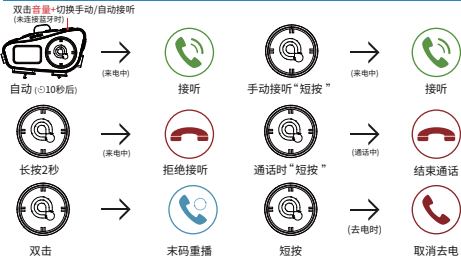 双击音量+切换手动/自动接听
(未连接蓝牙时)
(来电中)
(来电中)
自动 (⏲10秒后)
接听
手动接听“短按 ”
接听
(来电中)
(通话中)
长按2秒
拒绝接听
通话时“短按 ”
结束通话
(去电时)
双击
末码重播
短按
取消去电